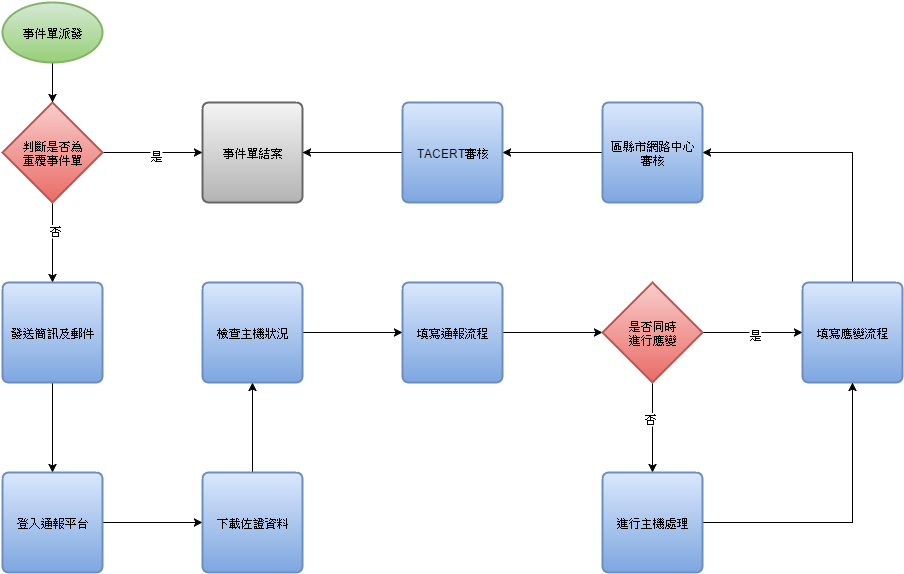 事件單派發
判斷是否為
重覆事件單
是
事件單結案
TACERT審核
區縣市網路中心
審核
否
發送簡訊及郵件
檢查主機狀況
填寫通報流程
是否同時
進行應變
是
填寫應變流程
否
登入通報平台
下載佐證資料
進行主機處理